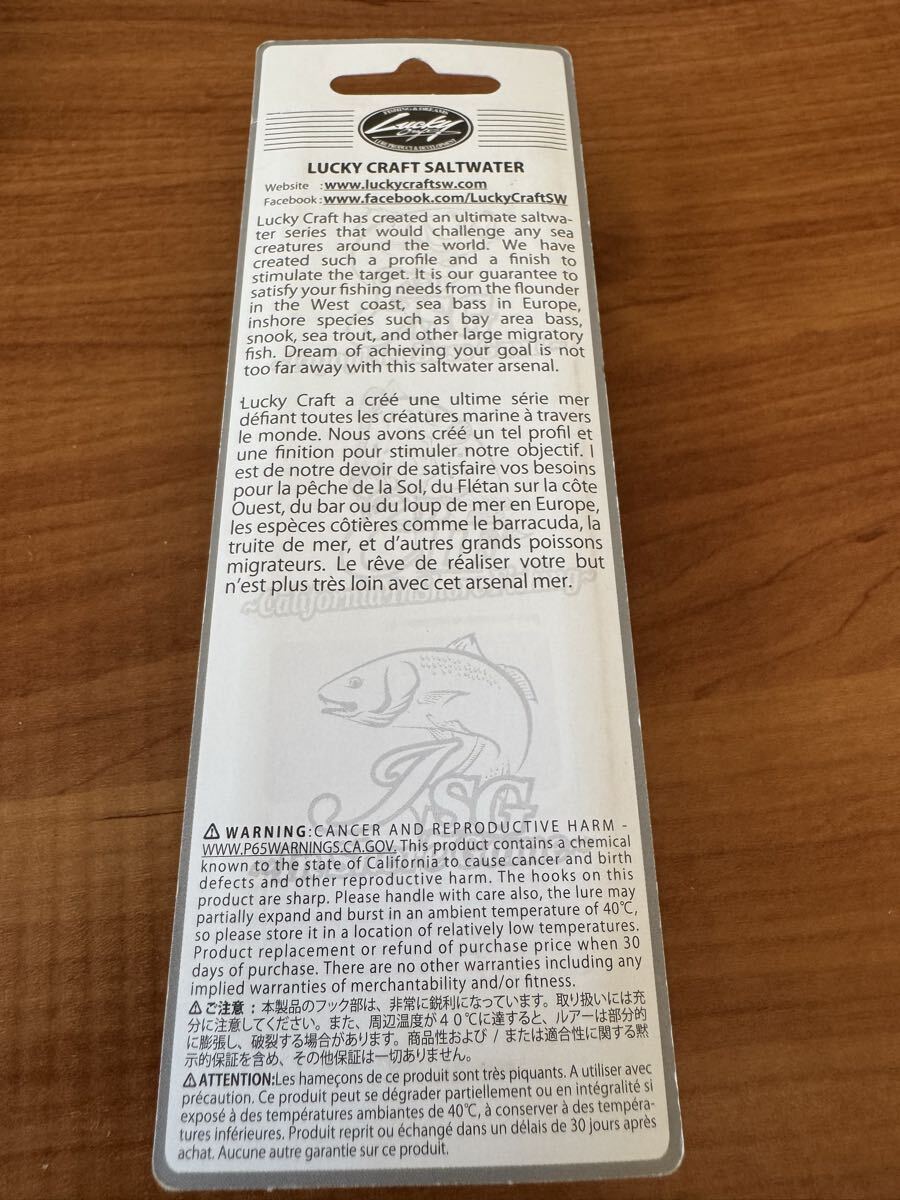 FISHING & DREAMS
Lucky
Craft
LURE PRODUCT & DEVELOPMENT
LUCKY CRAFT SALTWATER
Website :www.luckycraftsw.com
Facebook:www.facebook.com/LuckyCraftSW
Lucky Craft has created an ultimate saltwa-
ter series that would challenge any sea
creatures around the world. We have
created such a profile and a finish to
stimulate the target. It is our guarantee to
satisfy your fishing needs from the flounder
in the West coast, sea bass in Europe,
inshore species such as bay area bass,
snook, sea trout, and other large migratory
fish. Dream of achieving your goal is not
too far away with this saltwater arsenal.
Lucky Craft a créé une ultime série mer
défiant toutes les créatures marine à travers
le monde. Nous avons créé un tel profil et
une finition pour stimuler notre objectif. I
est de notre devoir de satisfaire vos besoins
pour la pêche de la Sol, du Flétan sur la côte
Ouest, du bar ou du loup de mer en Europe,
les espèces côtières comme le barracuda, la
truite de mer, et d'autres grands poissons
migrateurs. Le rêve de réaliser votre but
n'est plus très loin avec cet arsenal mer.
SG
⚠ WARNING:CANCER AND REPRODUCTIVE HARM -
WWW.P65WARNINGS.CA.GOV. This product contains a chemical
known to the state of California to cause cancer and birth
defects and other reproductive harm. The hooks on this
product are sharp. Please handle with care also, the lure may
partially expand and burst in an ambient temperature of 40℃,
so please store it in a location of relatively low temperatures.
Product replacement or refund of purchase price when 30
days of purchase. There are no other warranties including any
implied warranties of merchantability and/or fitness.
⚠ご注意：本製品のフック部は、非常に鋭利になっています。取り扱いには充
分に注意してください。また、周辺温度が４０℃に達すると、ルアーは部分的
に膨張し、破裂する場合があります。商品性および / または適合性に関する黙
示的保証を含め、その他保証は一切ありません。
⚠ATTENTION:Les hameçons de ce produit sont très piquants. A utiliser avec
précaution. Ce produit peut se dégrader partiellement ou en intégralité si
exposé à des températures ambiantes de 40℃, à conserver à des tempéra-
tures inférieures. Produit reprit ou échangé dans un délais de 30 jours après
achat. Aucune autre garantie sur ce produit.